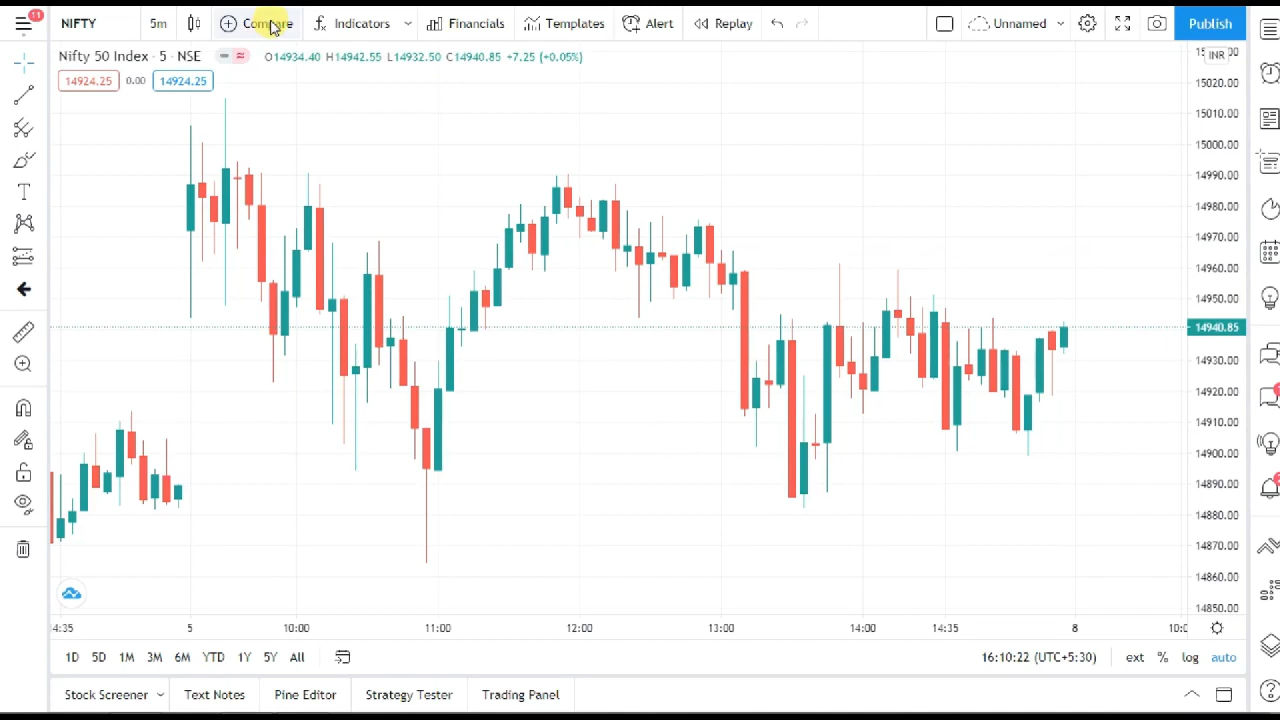 11
NIFTY
5m
Compare
Indicators
Financials
Templates
Alert
Replay
Unnamed
Publish
Nifty 50 Index · 5 · NSE
O14934.40 H14942.55 L14932.50 C14940.85 +7.25 (+0.05%)
INR
14924.25
0.00
14924.25
15020.00
15010.00
15000.00
14990.00
14980.00
14970.00
14960.00
14950.00
14940.85
14930.00
14920.00
14910.00
14900.00
14890.00
14880.00
14870.00
14860.00
14850.00
5
10:00
11:00
12:00
13:00
14:00
14:35
8
1D 5D 1M 3M 6M YTD 1Y 5Y All
16:10:22 (UTC+5:30)
ext % log auto
Stock Screener
Text Notes
Pine Editor
Strategy Tester
Trading Panel